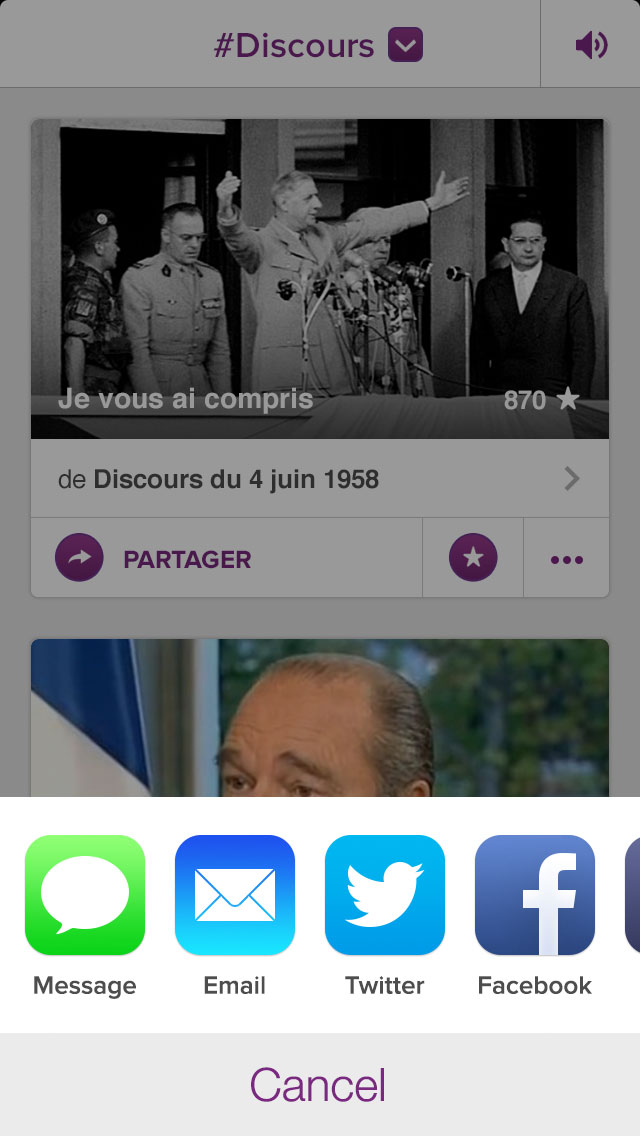 #Discours
Je vous ai compris
870
de Discours du 4 juin 1958
PARTAGER
Message
Email
Twitter
Facebook
Cancel